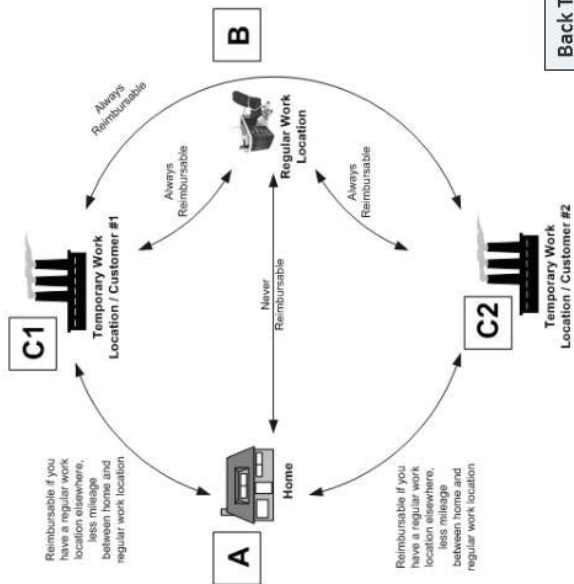 Back T
B
Always
Reimbursable
C1
Temporary Work
Location / Customer #1
Always
Reimbursable
Regular Work
Location
Reimbursable if you
have a regular work
location elsewhere,
less mileage
between home and
regular work location
Never
Reimbursable
Always
Reimbursable
A
Home
C2
Temporary Work
Location / Customer #2
Reimbursable if you
have a regular work
location elsewhere,
less mileage
between home and
regular work location